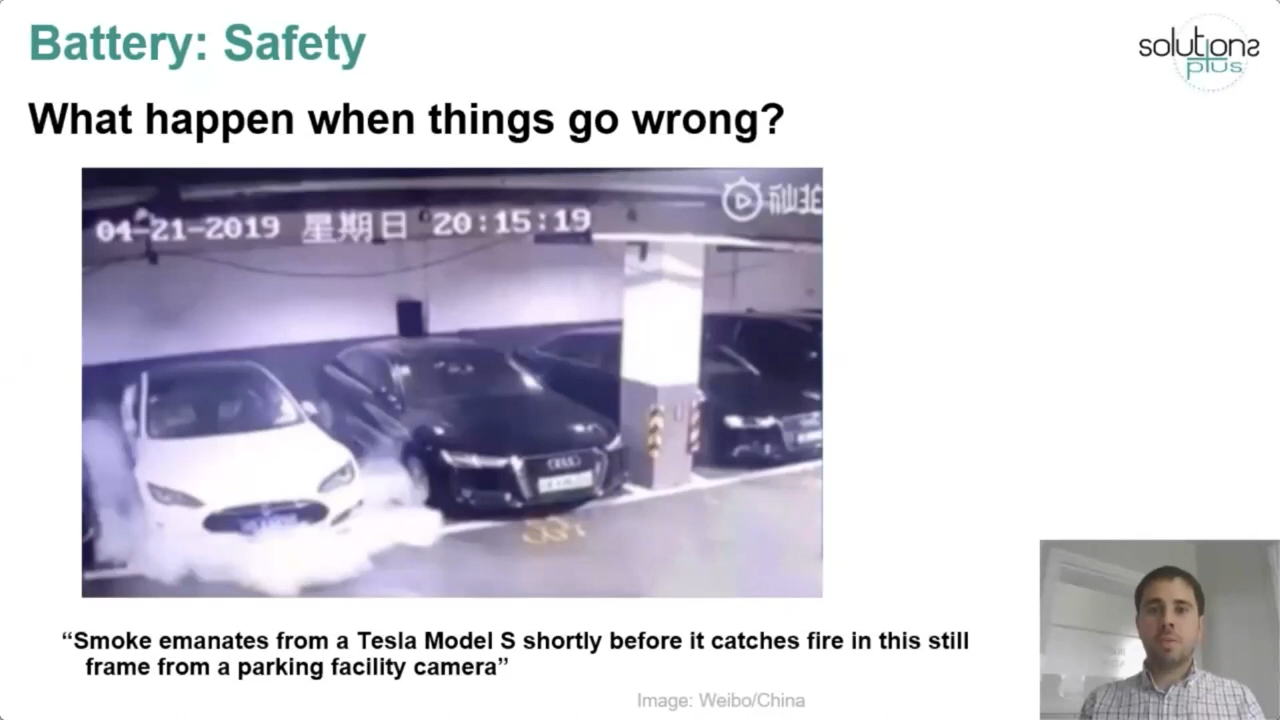 Battery: Safety
solutions
plus
What happen when things go wrong?
04-21-2019 星期日 20:15:19
“Smoke emanates from a Tesla Model S shortly before it catches fire in this still
frame from a parking facility camera”
Image: Weibo/China